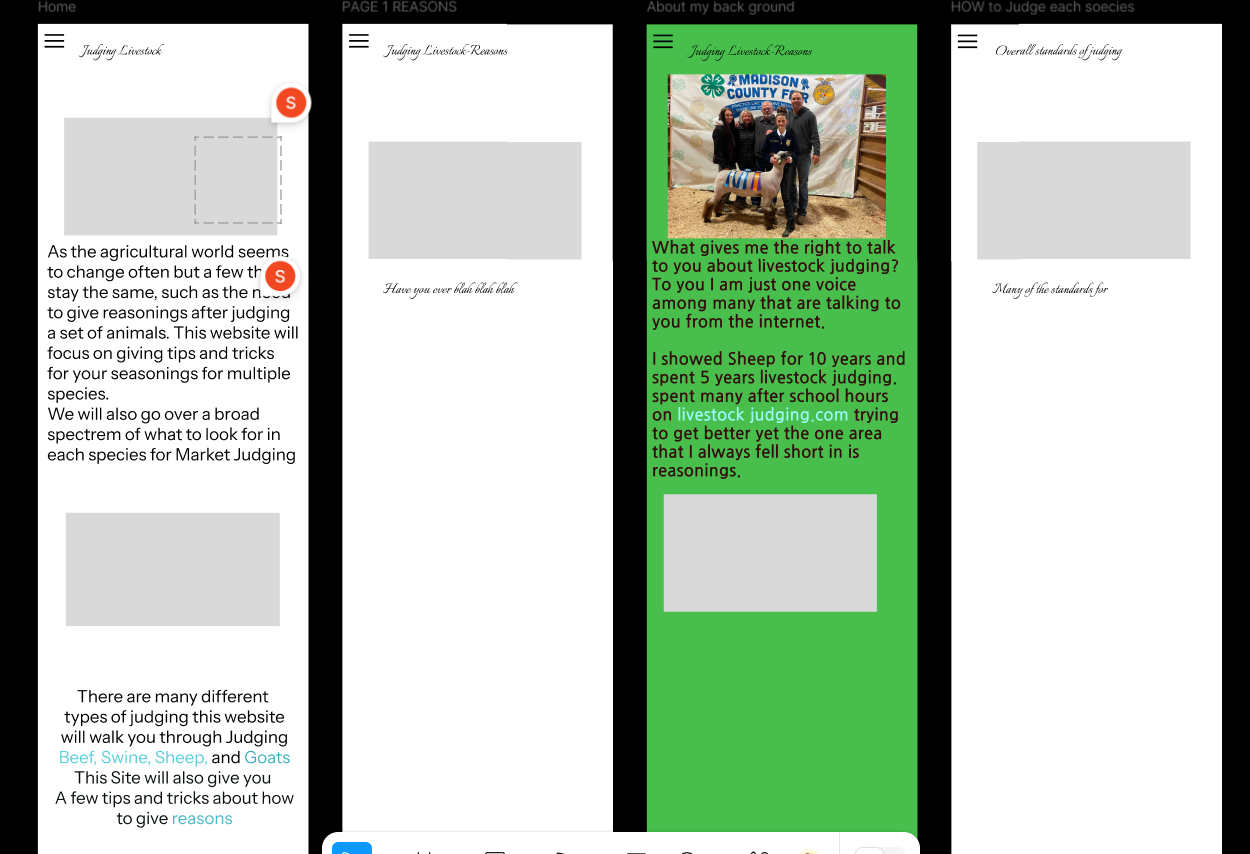 Home
Judging Livestock
S
As the agricultural world seems
to change often but a few
S
stay the same, such as the need
to give reasonings after judging
a set of animals. This website will
focus on giving tips and tricks
for your seasonings for multiple
species.
We will also go over a broad
spectrem of what to look for in
each species for Market Judging
There are many different
types of judging this website
will walk you through Judging
Beef, Swine, Sheep, and Goats
This Site will also give you
A few tips and tricks about how
to give reasons
PAGE 1 REASONS
Judging Livestock-Reasons
Have you ever blah blah blah
About my back ground
Judging Livestock-Reasons
MADISON
COUNTY FAIR
What gives me the right to talk
to you about livestock judging?
To you I am just one voice
among many that are talking to
you from the internet.
I showed Sheep for 10 years and
spent 5 years livestock judging.
spent many after school hours
on livestock judging.com trying
to get better yet the one area
that I always fell short in is
reasonings.
HOW to Judge each soecies
Overall standards of judging
Many of the standards for